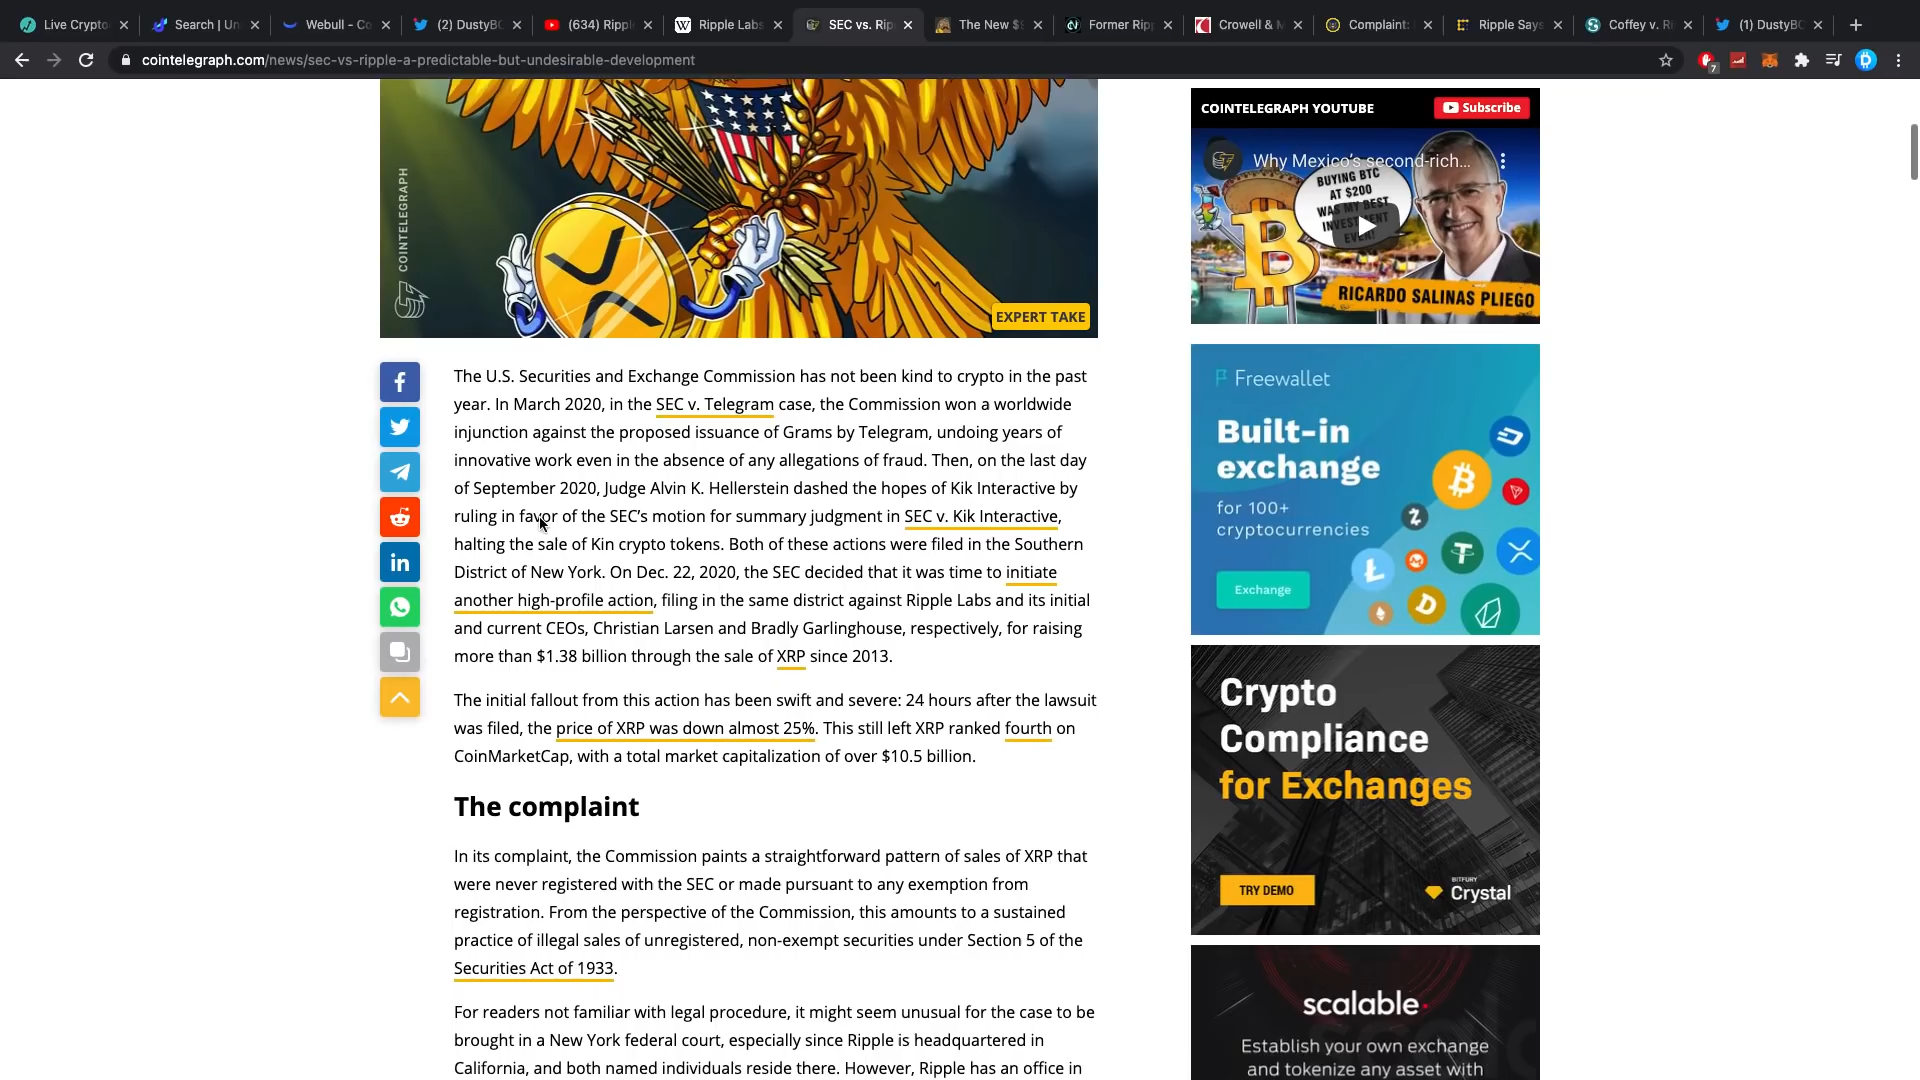 Live Crypto
Search | Un
Webull - Co
(2) DustyBC
(634) Ripple
Ripple Labs
SEC vs. Rip
The New $
Former Rip
Crowell & M
Complaint:
Ripple Says
Coffey v. Ri
(1) DustyBC
cointelegraph.com/news/sec-vs-ripple-a-predictable-but-undesirable-development
7
COINTELEGRAPH
EXPERT TAKE
The U.S. Securities and Exchange Commission has not been kind to crypto in the past
year. In March 2020, in the SEC v. Telegram case, the Commission won a worldwide
injunction against the proposed issuance of Grams by Telegram, undoing years of
innovative work even in the absence of any allegations of fraud. Then, on the last day
of September 2020, Judge Alvin K. Hellerstein dashed the hopes of Kik Interactive by
ruling in favor of the SEC’s motion for summary judgment in SEC v. Kik Interactive,
halting the sale of Kin crypto tokens. Both of these actions were filed in the Southern
District of New York. On Dec. 22, 2020, the SEC decided that it was time to initiate
another high-profile action, filing in the same district against Ripple Labs and its initial
and current CEOs, Christian Larsen and Bradly Garlinghouse, respectively, for raising
more than $1.38 billion through the sale of XRP since 2013.
The initial fallout from this action has been swift and severe: 24 hours after the lawsuit
was filed, the price of XRP was down almost 25%. This still left XRP ranked fourth on
CoinMarketCap, with a total market capitalization of over $10.5 billion.
The complaint
In its complaint, the Commission paints a straightforward pattern of sales of XRP that
were never registered with the SEC or made pursuant to any exemption from
registration. From the perspective of the Commission, this amounts to a sustained
practice of illegal sales of unregistered, non-exempt securities under Section 5 of the
Securities Act of 1933.
For readers not familiar with legal procedure, it might seem unusual for the case to be
brought in a New York federal court, especially since Ripple is headquartered in
California, and both named individuals reside there. However, Ripple has an office in
COINTELEGRAPH YOUTUBE
Subscribe
Why Mexico’s second-rich...
BUYING BTC
AT $200
WAS MY BEST
INVESTMENT
EVER!
RICARDO SALINAS PLIEGO
Freewallet
Built-in
exchange
for 100+
cryptocurrencies
Exchange
Crypto
Compliance
for Exchanges
TRY DEMO
BITFURY
Crystal
scalable
Establish your own exchange
and tokenize any asset with